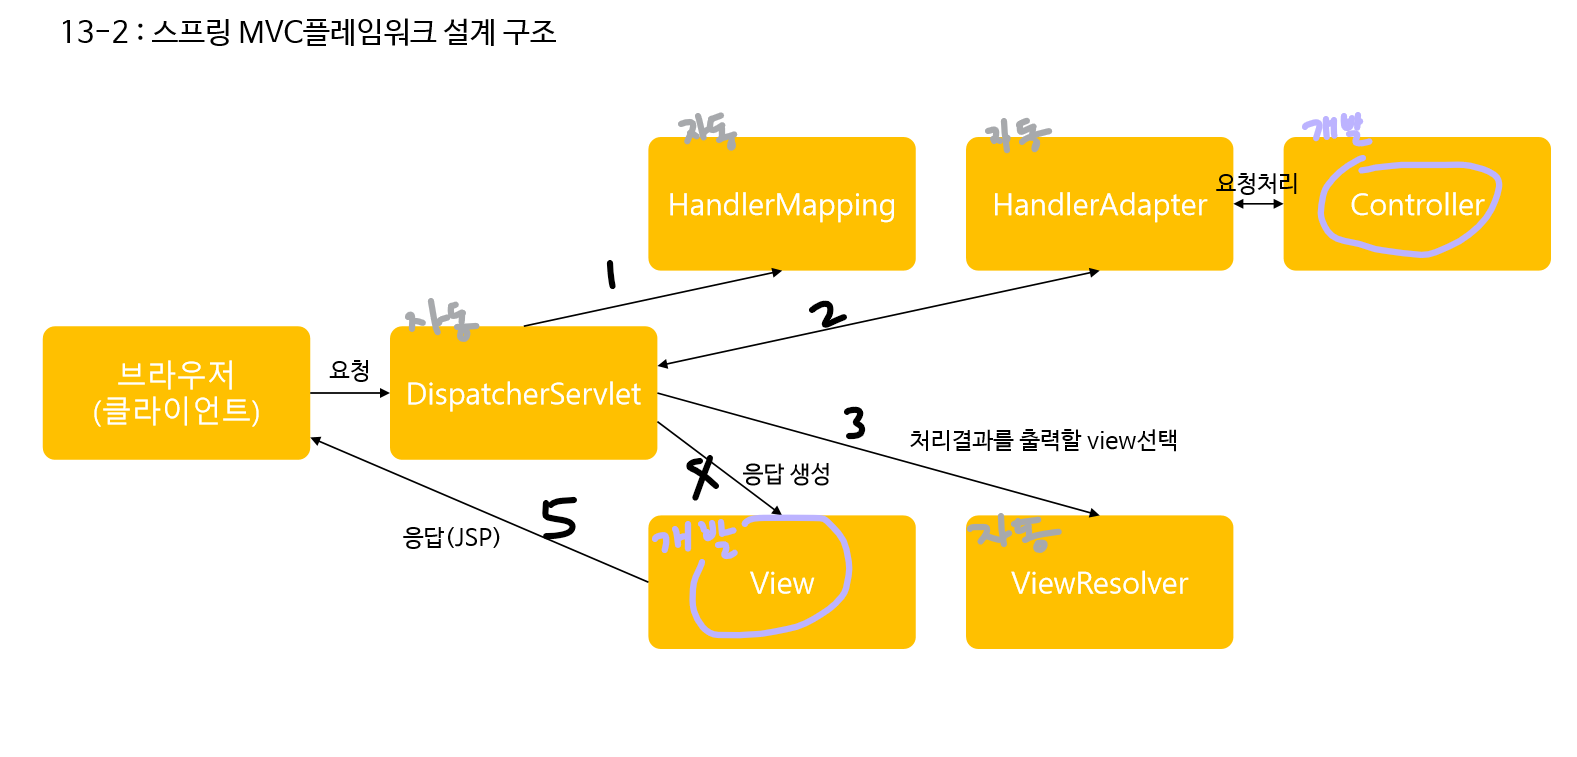 13-2 : 스프링 MVC플레임워크 설계 구조
자동
HandlerMapping
자동
HandlerAdapter
요청처리
개발
Controller
1
2
자동
DispatcherServlet
브라우저
(클라이언트)
요청
3
처리결과를 출력할 view선택
4
응답 생성
5
응답(JSP)
개발
View
자동
ViewResolver